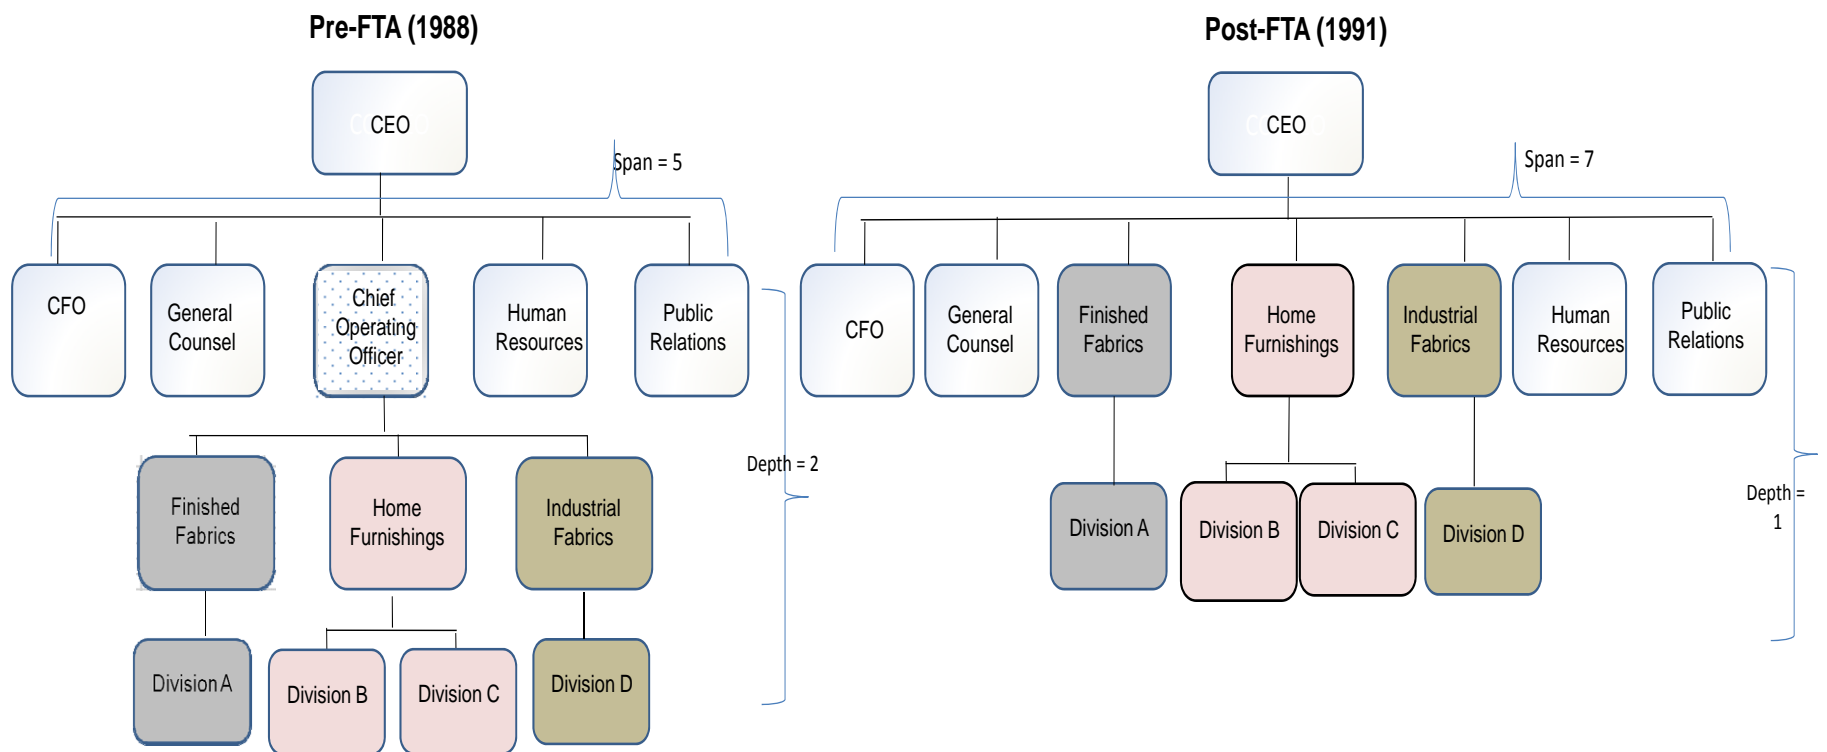 Pre-FTA (1988)
CEO
Span = 5
CFO
General
Counsel
Chief
Operating
Officer
Human
Resources
Public
Relations
Depth = 2
Finished
Fabrics
Home
Furnishings
Industrial
Fabrics
Division A
Division B
Division C
Division D
Post-FTA (1991)
CEO
Span = 7
CFO
General
Counsel
Finished
Fabrics
Home
Furnishings
Industrial
Fabrics
Human
Resources
Public
Relations
Depth =
1
Division A
Division B
Division C
Division D